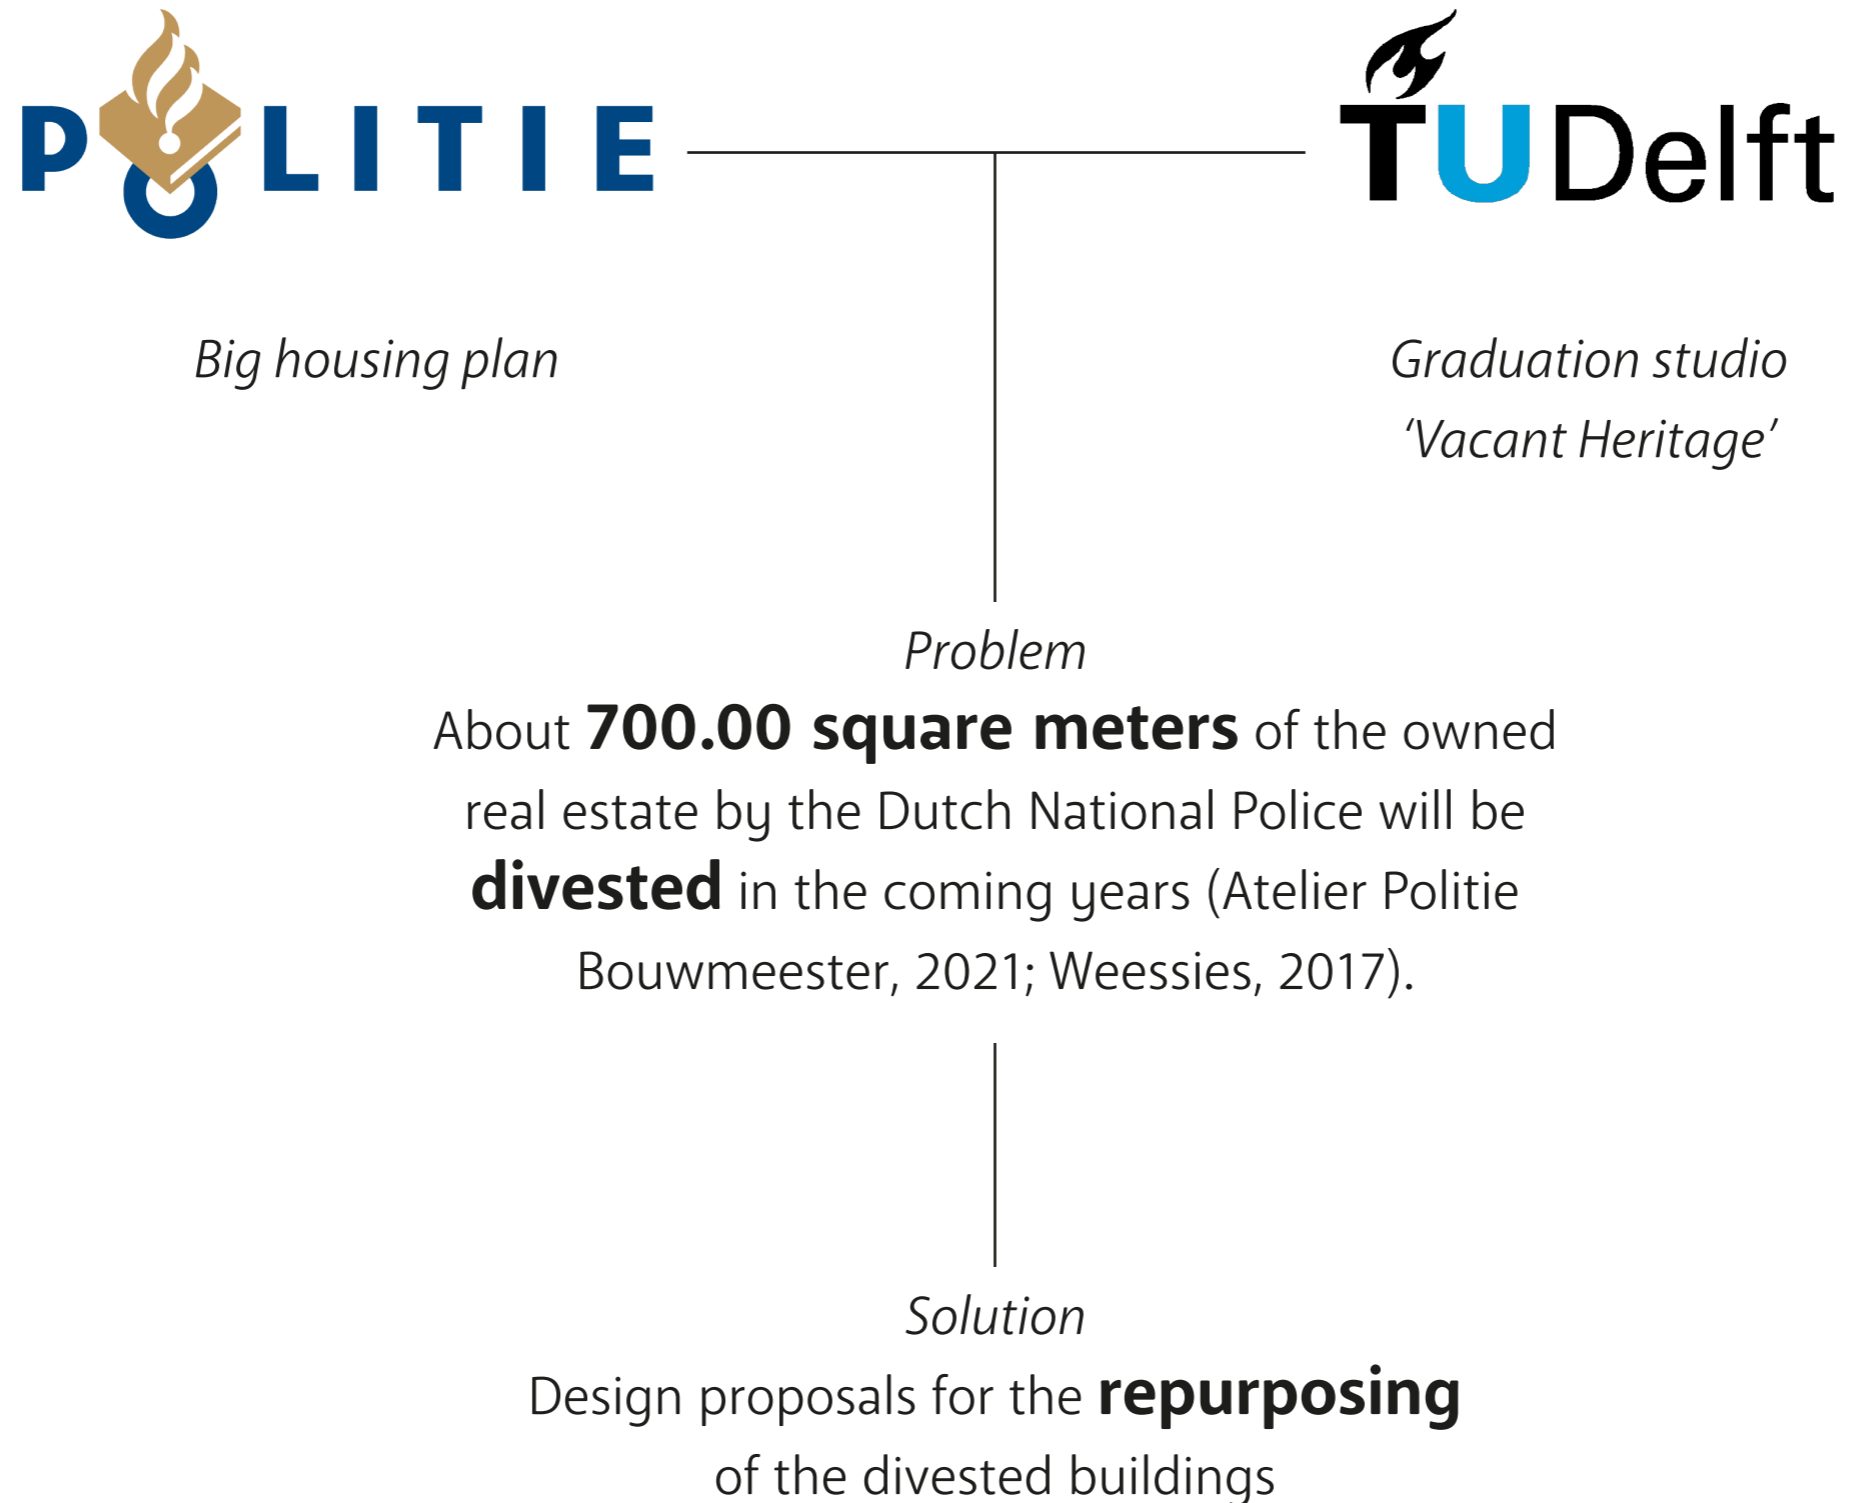 POLITIE
TU Delft
Big housing plan
Graduation studio
‘Vacant Heritage’
Problem
About 700.00 square meters of the owned
real estate by the Dutch National Police will be
divested in the coming years (Atelier Politie
Bouwmeester, 2021; Weessies, 2017).
Solution
Design proposals for the repurposing
of the divested buildings